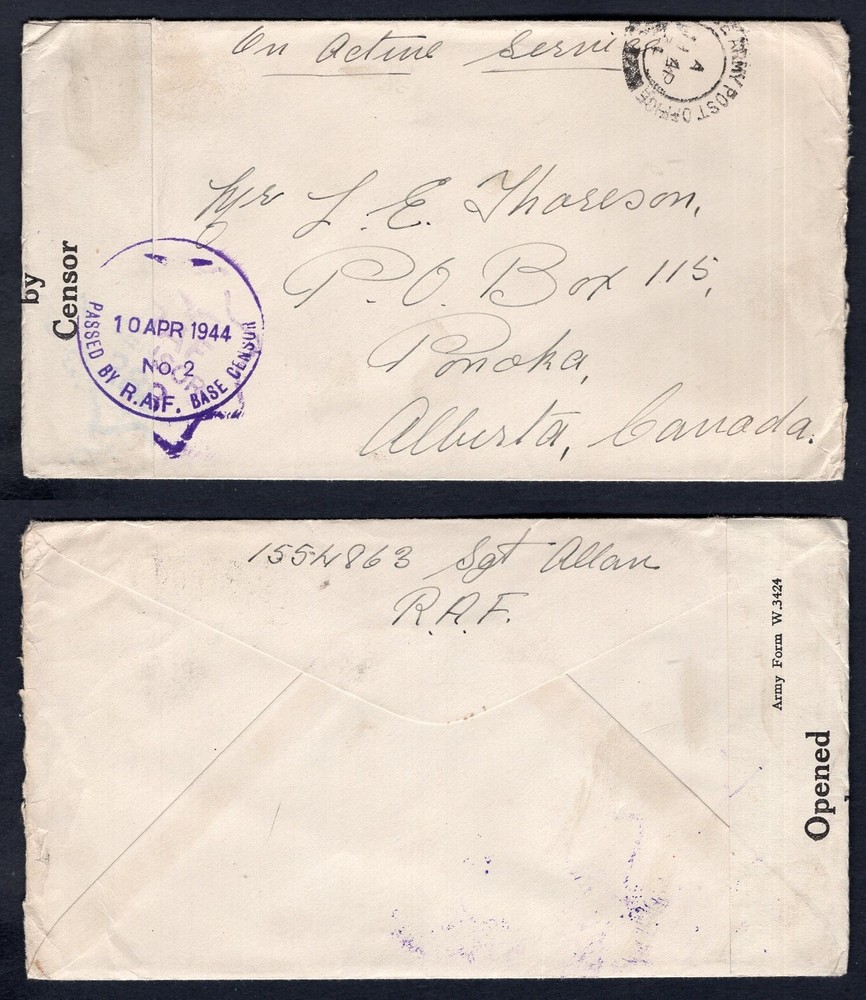 On Active Service
ARMY POST OFFICE
A
Mr L. E. Thoreson,
P.O. Box 115,
Ponoka,
Alberta, Canada.
by
Censor
10 APR 1944
No. 2
PASSED BY R.A.F. BASE CENSOR
1554863 Sgt Allan
R.A.F.
Army Form W.3424
Opened